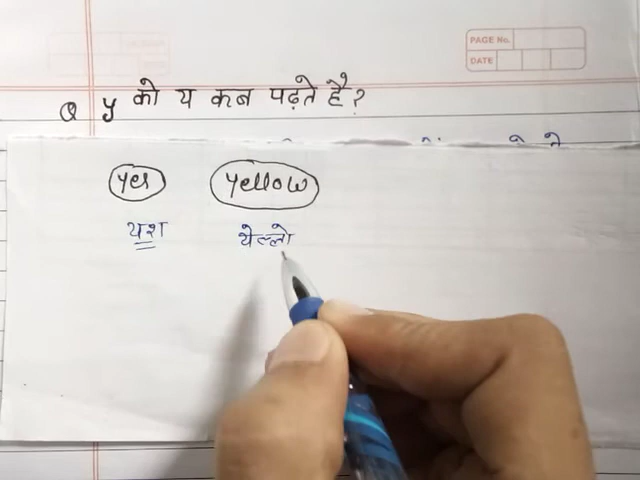 PAGE No.
DATE
Q y को य कब पढ़ते है?
yes yellow
यश येल्लो